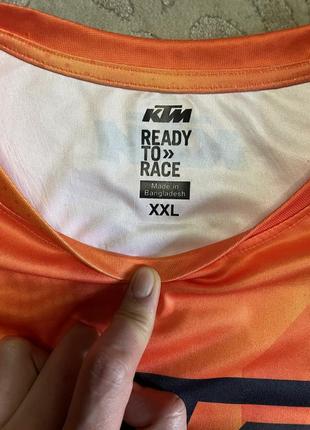 KTM
READY
TO»
RACE
Made in
Bangladesh
XXL